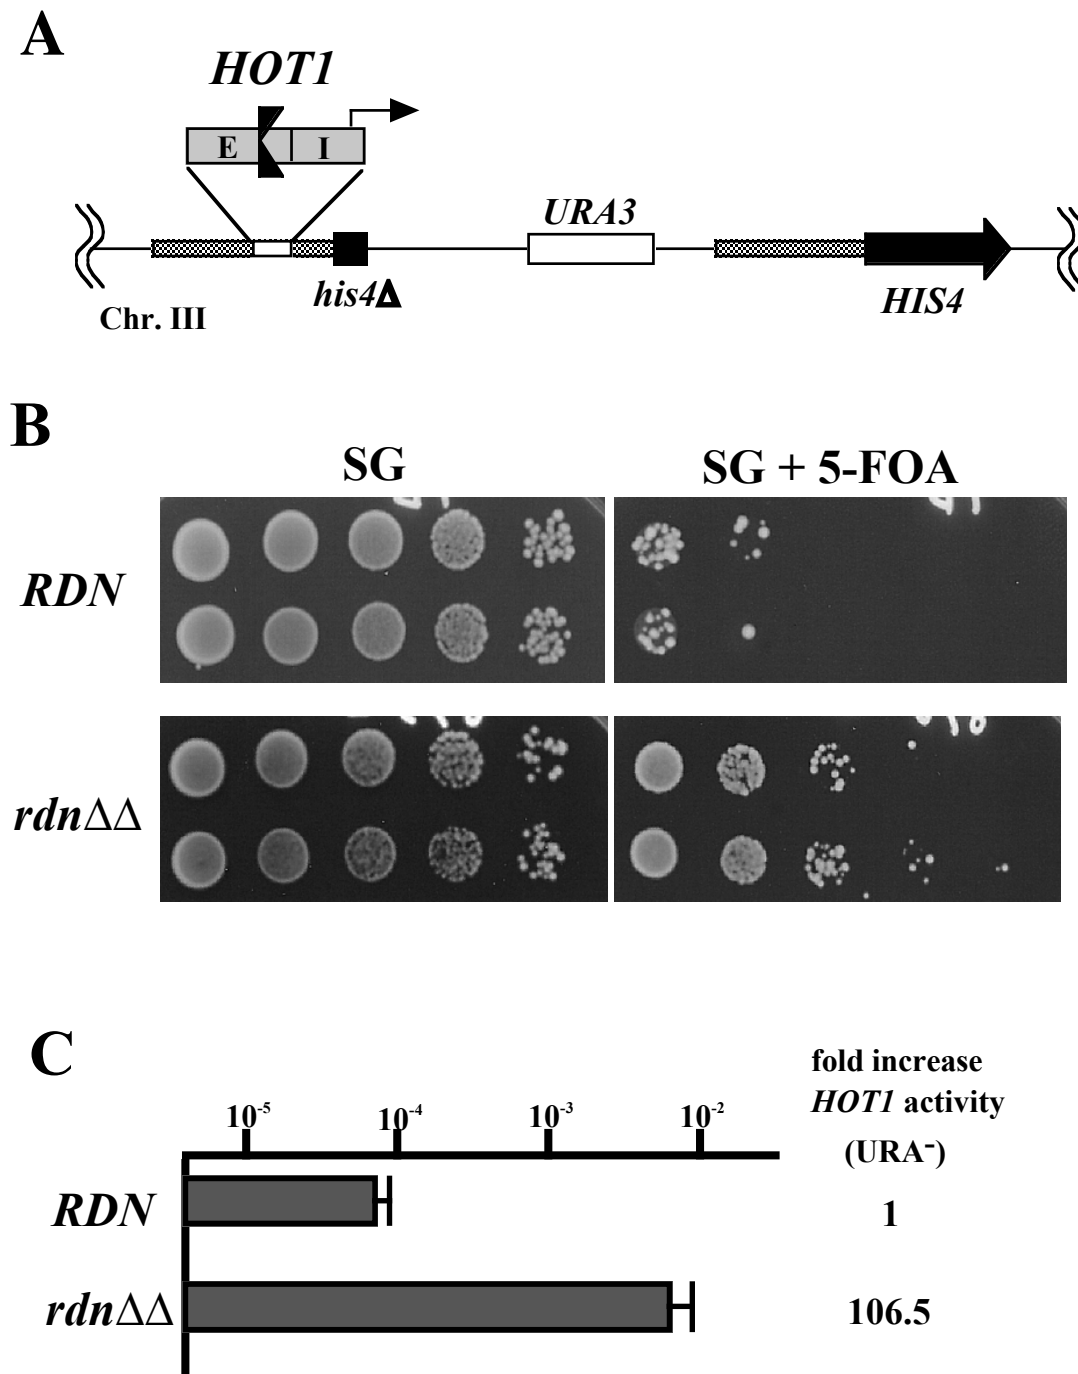 A
HOT1
E I
URA3
his4Δ
HIS4
Chr. III
B
SG
SG + 5-FOA
RDN
rdnΔΔ
C
fold increase
HOT1 activity
(URA⁻)
10⁻⁵ 10⁻⁴ 10⁻³ 10⁻²
RDN 1
rdnΔΔ 106.5